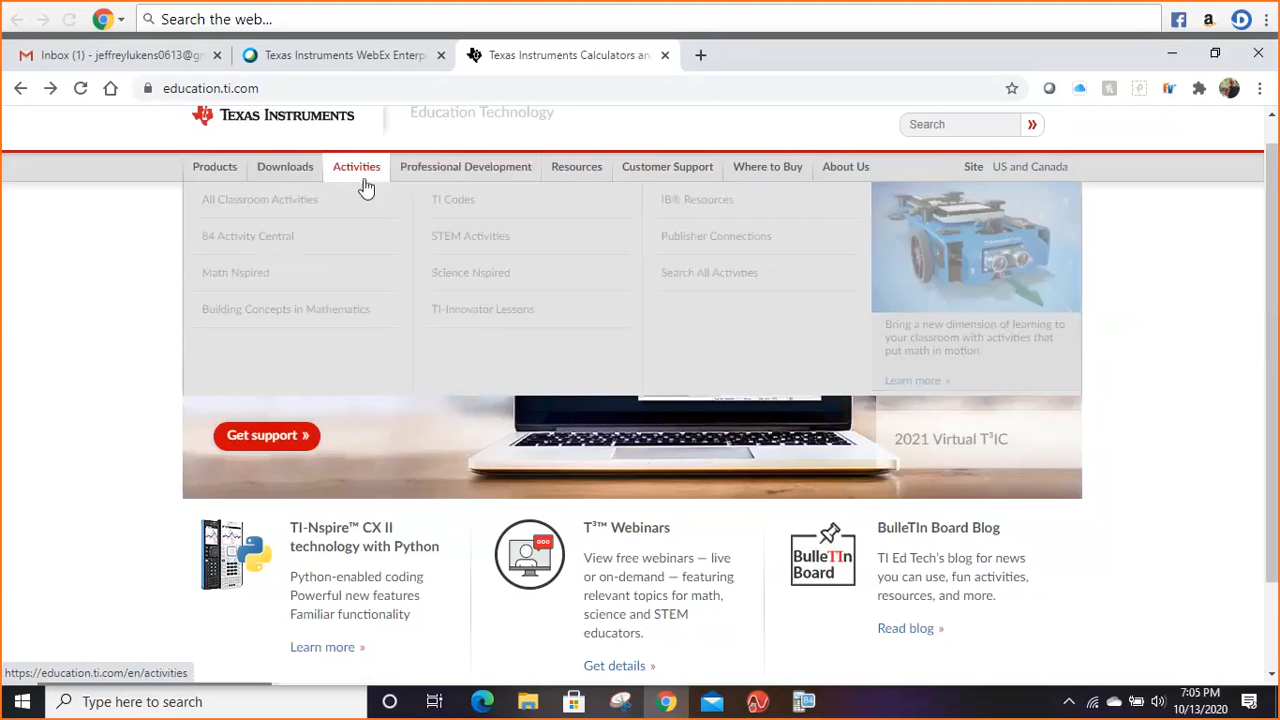 Search the web...
Inbox (1) - jeffreylukens0613@gm
Texas Instruments WebEx Enterp
Texas Instruments Calculators an
education.ti.com
TEXAS INSTRUMENTS
Education Technology
Search
Products
Downloads
Activities
Professional Development
Resources
Customer Support
Where to Buy
About Us
Site US and Canada
All Classroom Activities
84 Activity Central
Math Nspired
Building Concepts in Mathematics
TI Codes
STEM Activities
Science Nspired
TI-Innovator Lessons
IB® Resources
Publisher Connections
Search All Activities
Bring a new dimension of learning to
your classroom with activities that
put math in motion.
Learn more »
Get support »
2021 Virtual T³IC
TI-Nspire™ CX II
technology with Python
Python-enabled coding
Powerful new features
Familiar functionality
Learn more »
T³™ Webinars
View free webinars — live
or on-demand — featuring
relevant topics for math,
science and STEM
educators.
Get details »
BulleTIn
Board
BulleTIn Board Blog
TI Ed Tech's blog for news
you can use, fun activities,
resources, and more.
Read blog »
https://education.ti.com/en/activities
Type here to search
7:05 PM
10/13/2020